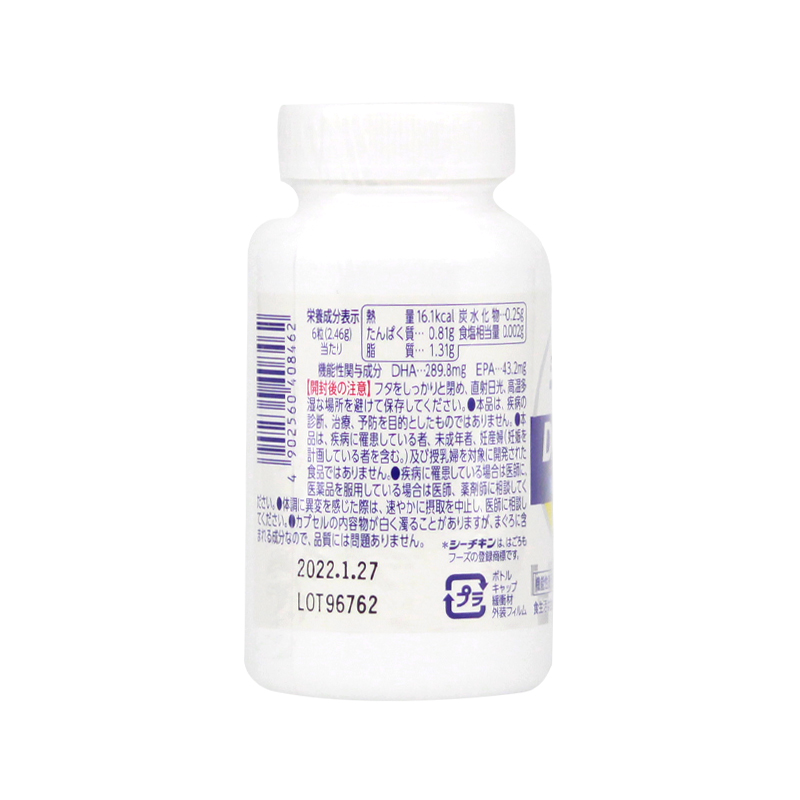 栄養成分表示
6粒(2.46g)
当たり
熱 量 16.1kcal 炭水化物…0.25g
たんぱく質… 0.81g 食塩相当量 0.002g
脂 質… 1.31g
機能性関与成分 DHA…289.8mg EPA…43.2mg
【開封後の注意】フタをしっかりと閉め、直射日光、高温多
湿な場所を避けて保存してください。●本品は、疾病の
診断、治療、予防を目的としたものではありません。●本
品は、疾病に罹患している者、未成年者、妊産婦(妊娠を
計画している者を含む。)及び授乳婦を対象に開発された
食品ではありません。●疾病に罹患している場合は医師に、
医薬品を服用している場合は医師、薬剤師に相談してく
ださい。●体調に異変を感じた際は、速やかに摂取を中止し、医師に相談し
てください。●カプセルの内容物が白く濁ることがありますが、まぐろに含
まれる成分なので、品質には問題ありません。
4 902560 408462
*シーチキンは、はごろも
フーズの登録商標です。
2022.1.27
LOT96762
プラ
ボトル
キャップ
緩衝材
外装フィルム
D